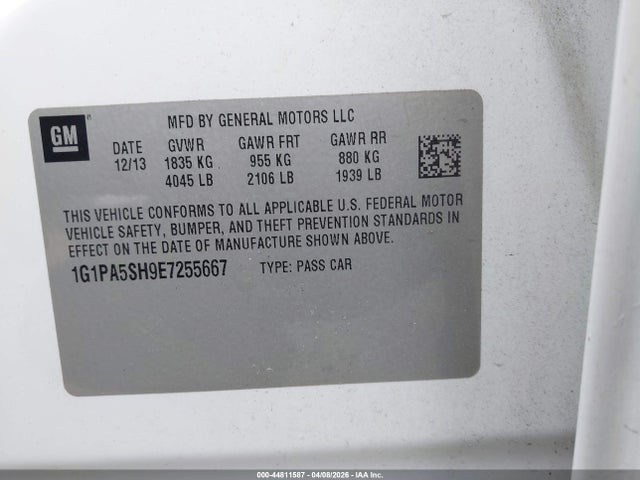 GM
MFD BY GENERAL MOTORS LLC
DATE GVWR GAWR FRT GAWR RR
12/13 1835 KG 955 KG 880 KG
4045 LB 2106 LB 1939 LB
THIS VEHICLE CONFORMS TO ALL APPLICABLE U.S. FEDERAL MOTOR
VEHICLE SAFETY, BUMPER, AND THEFT PREVENTION STANDARDS IN
EFFECT ON THE DATE OF MANUFACTURE SHOWN ABOVE.
1G1PA5SH9E7255667 TYPE: PASS CAR
000-44811587 04/08/2026 IAA Inc.